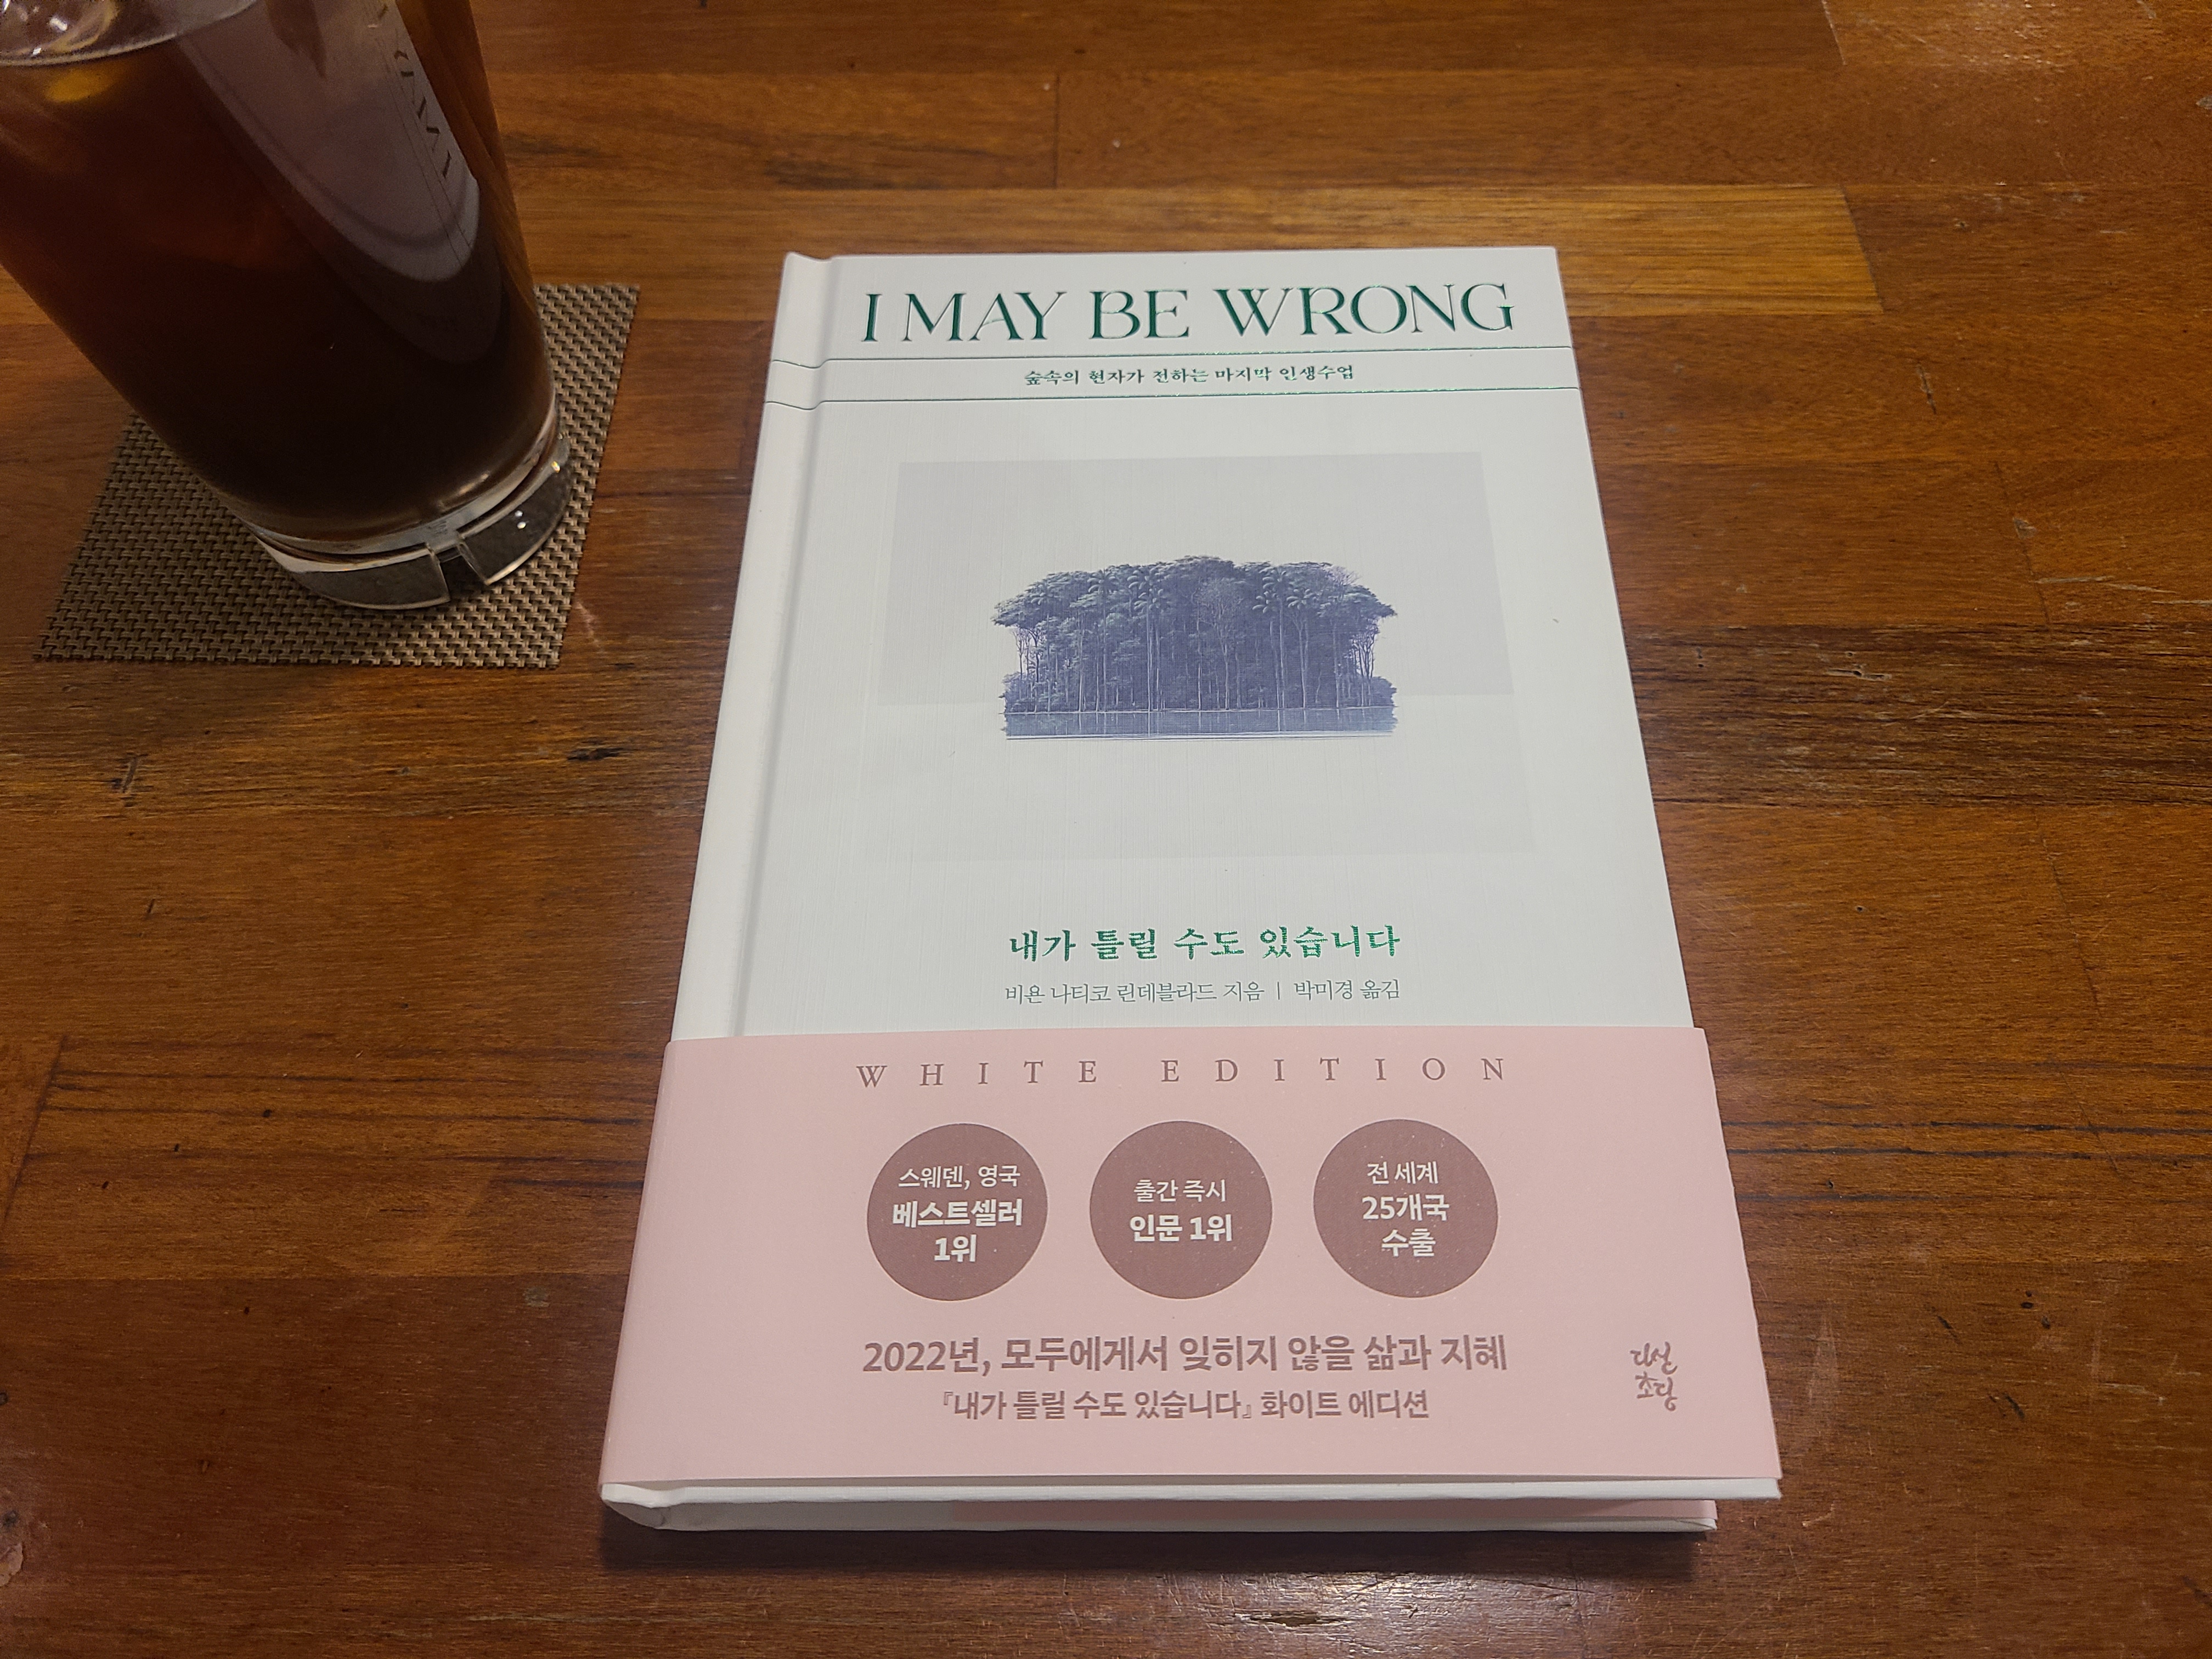 I MAY BE WRONG
숲속의 현자가 전하는 마지막 인생수업
내가 틀릴 수도 있습니다
비욘 나티코 린데블라드 지음 | 박미경 옮김
WHITE EDITION
스웨덴, 영국
베스트셀러
1위
출간 즉시
인문 1위
전 세계
25개국
수출
2022년, 모두에게서 잊히지 않을 삶과 지혜
『내가 틀릴 수도 있습니다』 화이트 에디션
다산
초당